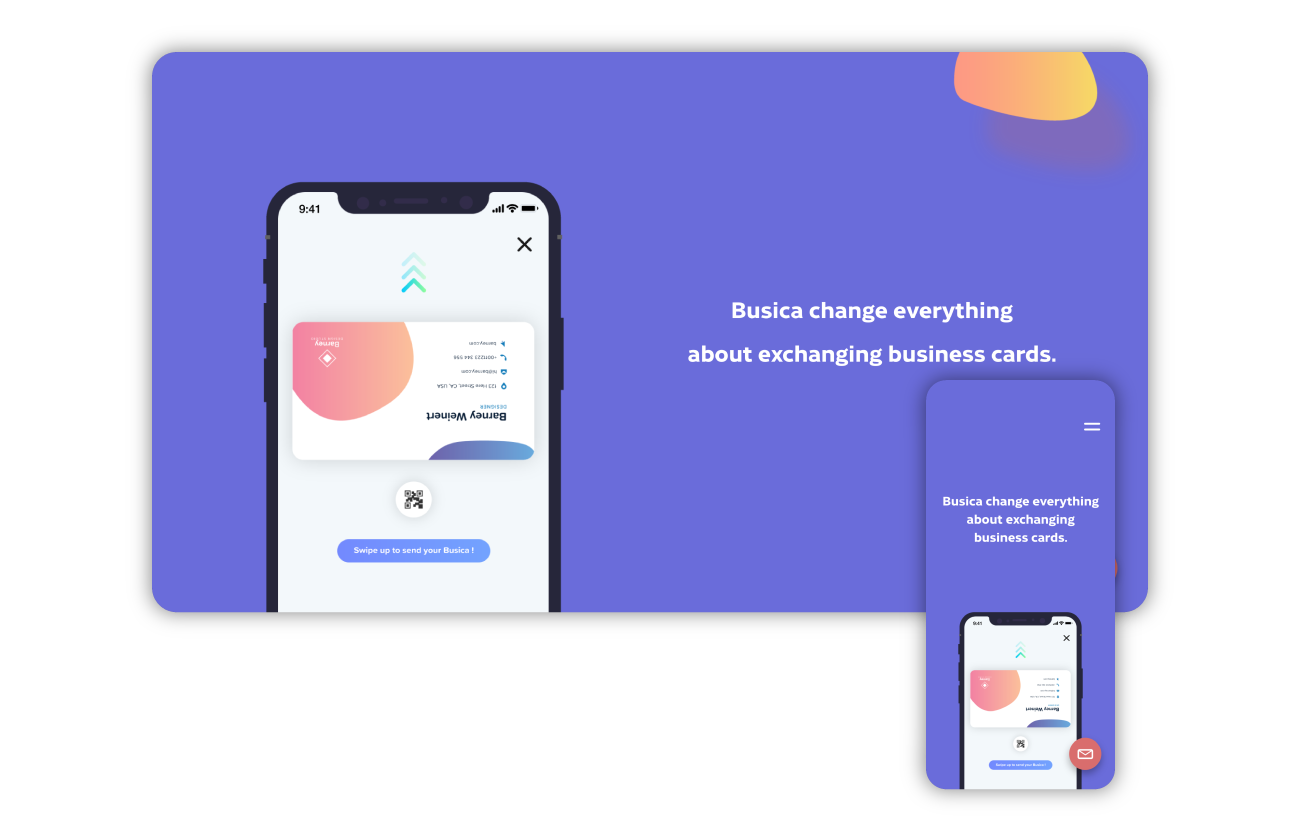 9:41
Barney
barney.com
+001223 344 556
hi@barney.com
123 Here Street, CA, USA
DESIGNER
Barney Weinert
Swipe up to send your Busica !
Busica change everything
about exchanging business cards.
Busica change everything
about exchanging
business cards.
9:41
Barney Weinert
Swipe up to send your Busica !